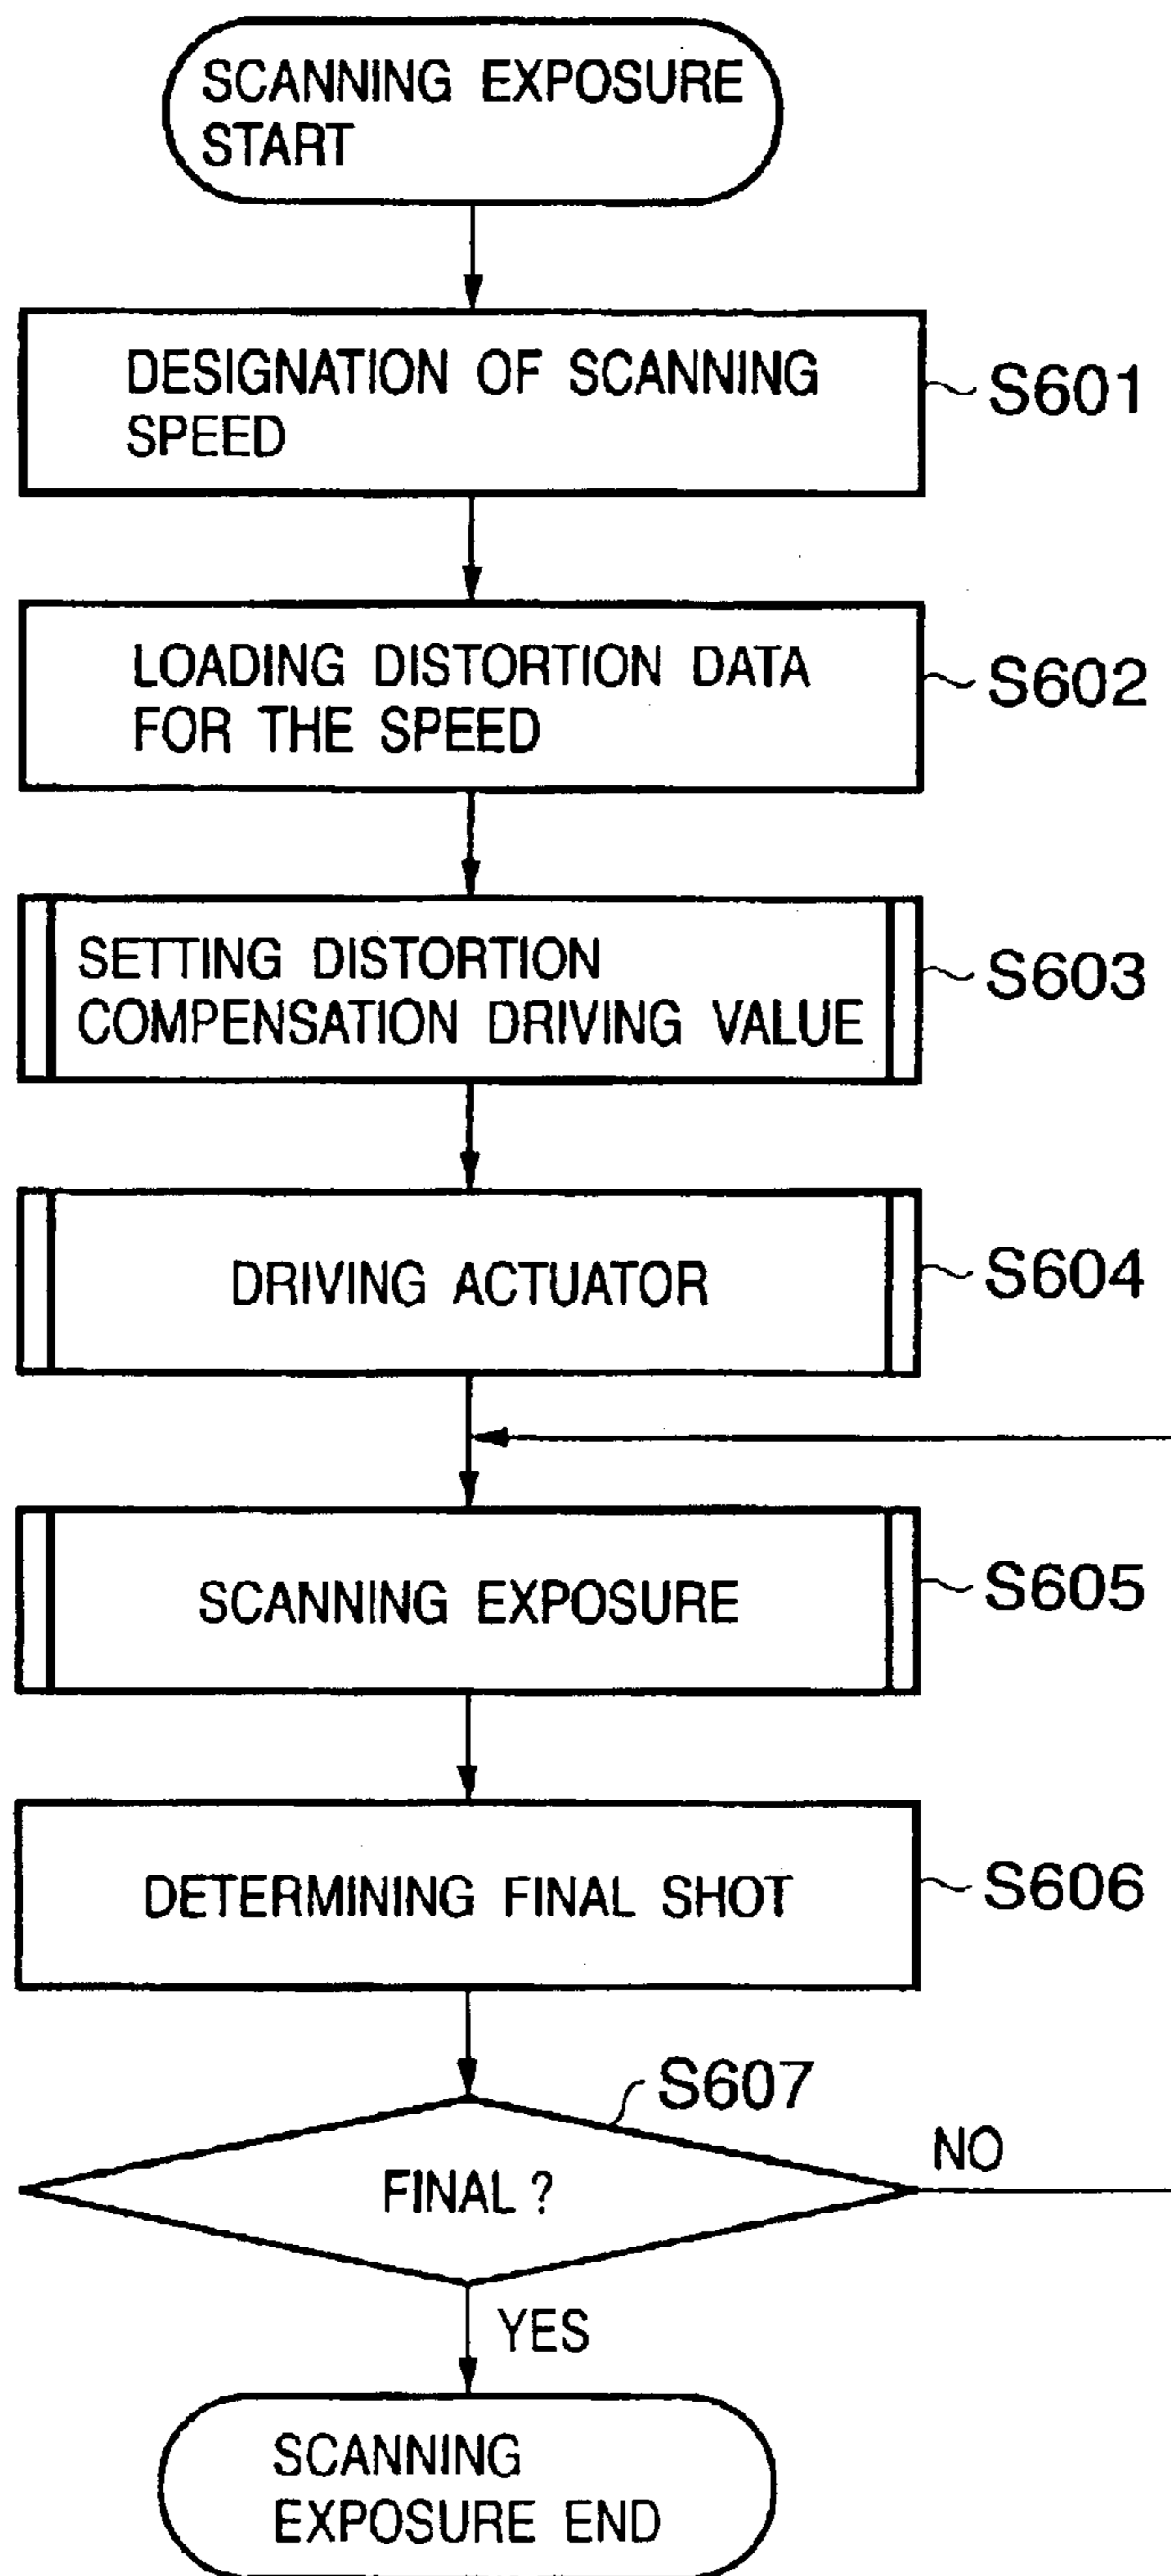 SCANNING EXPOSURE
START
DESIGNATION OF SCANNING
SPEED
S601
LOADING DISTORTION DATA
FOR THE SPEED
S602
SETTING DISTORTION
COMPENSATION DRIVING VALUE
S603
DRIVING ACTUATOR
S604
SCANNING EXPOSURE
S605
DETERMINING FINAL SHOT
S606
S607
FINAL ?
NO
YES
SCANNING
EXPOSURE END